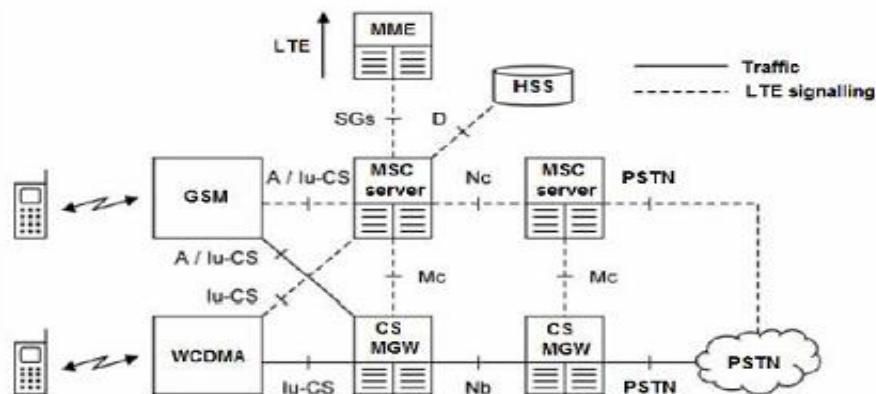 MME
LTE
HSS
Traffic
LTE signalling
SGs
D
GSM
A / Iu-CS
MSC
server
Nc
MSC
server
PSTN
A / Iu-CS
Iu-CS
Mc
Mc
WCDMA
Iu-CS
CS
MGW
Nb
CS
MGW
PSTN
PSTN